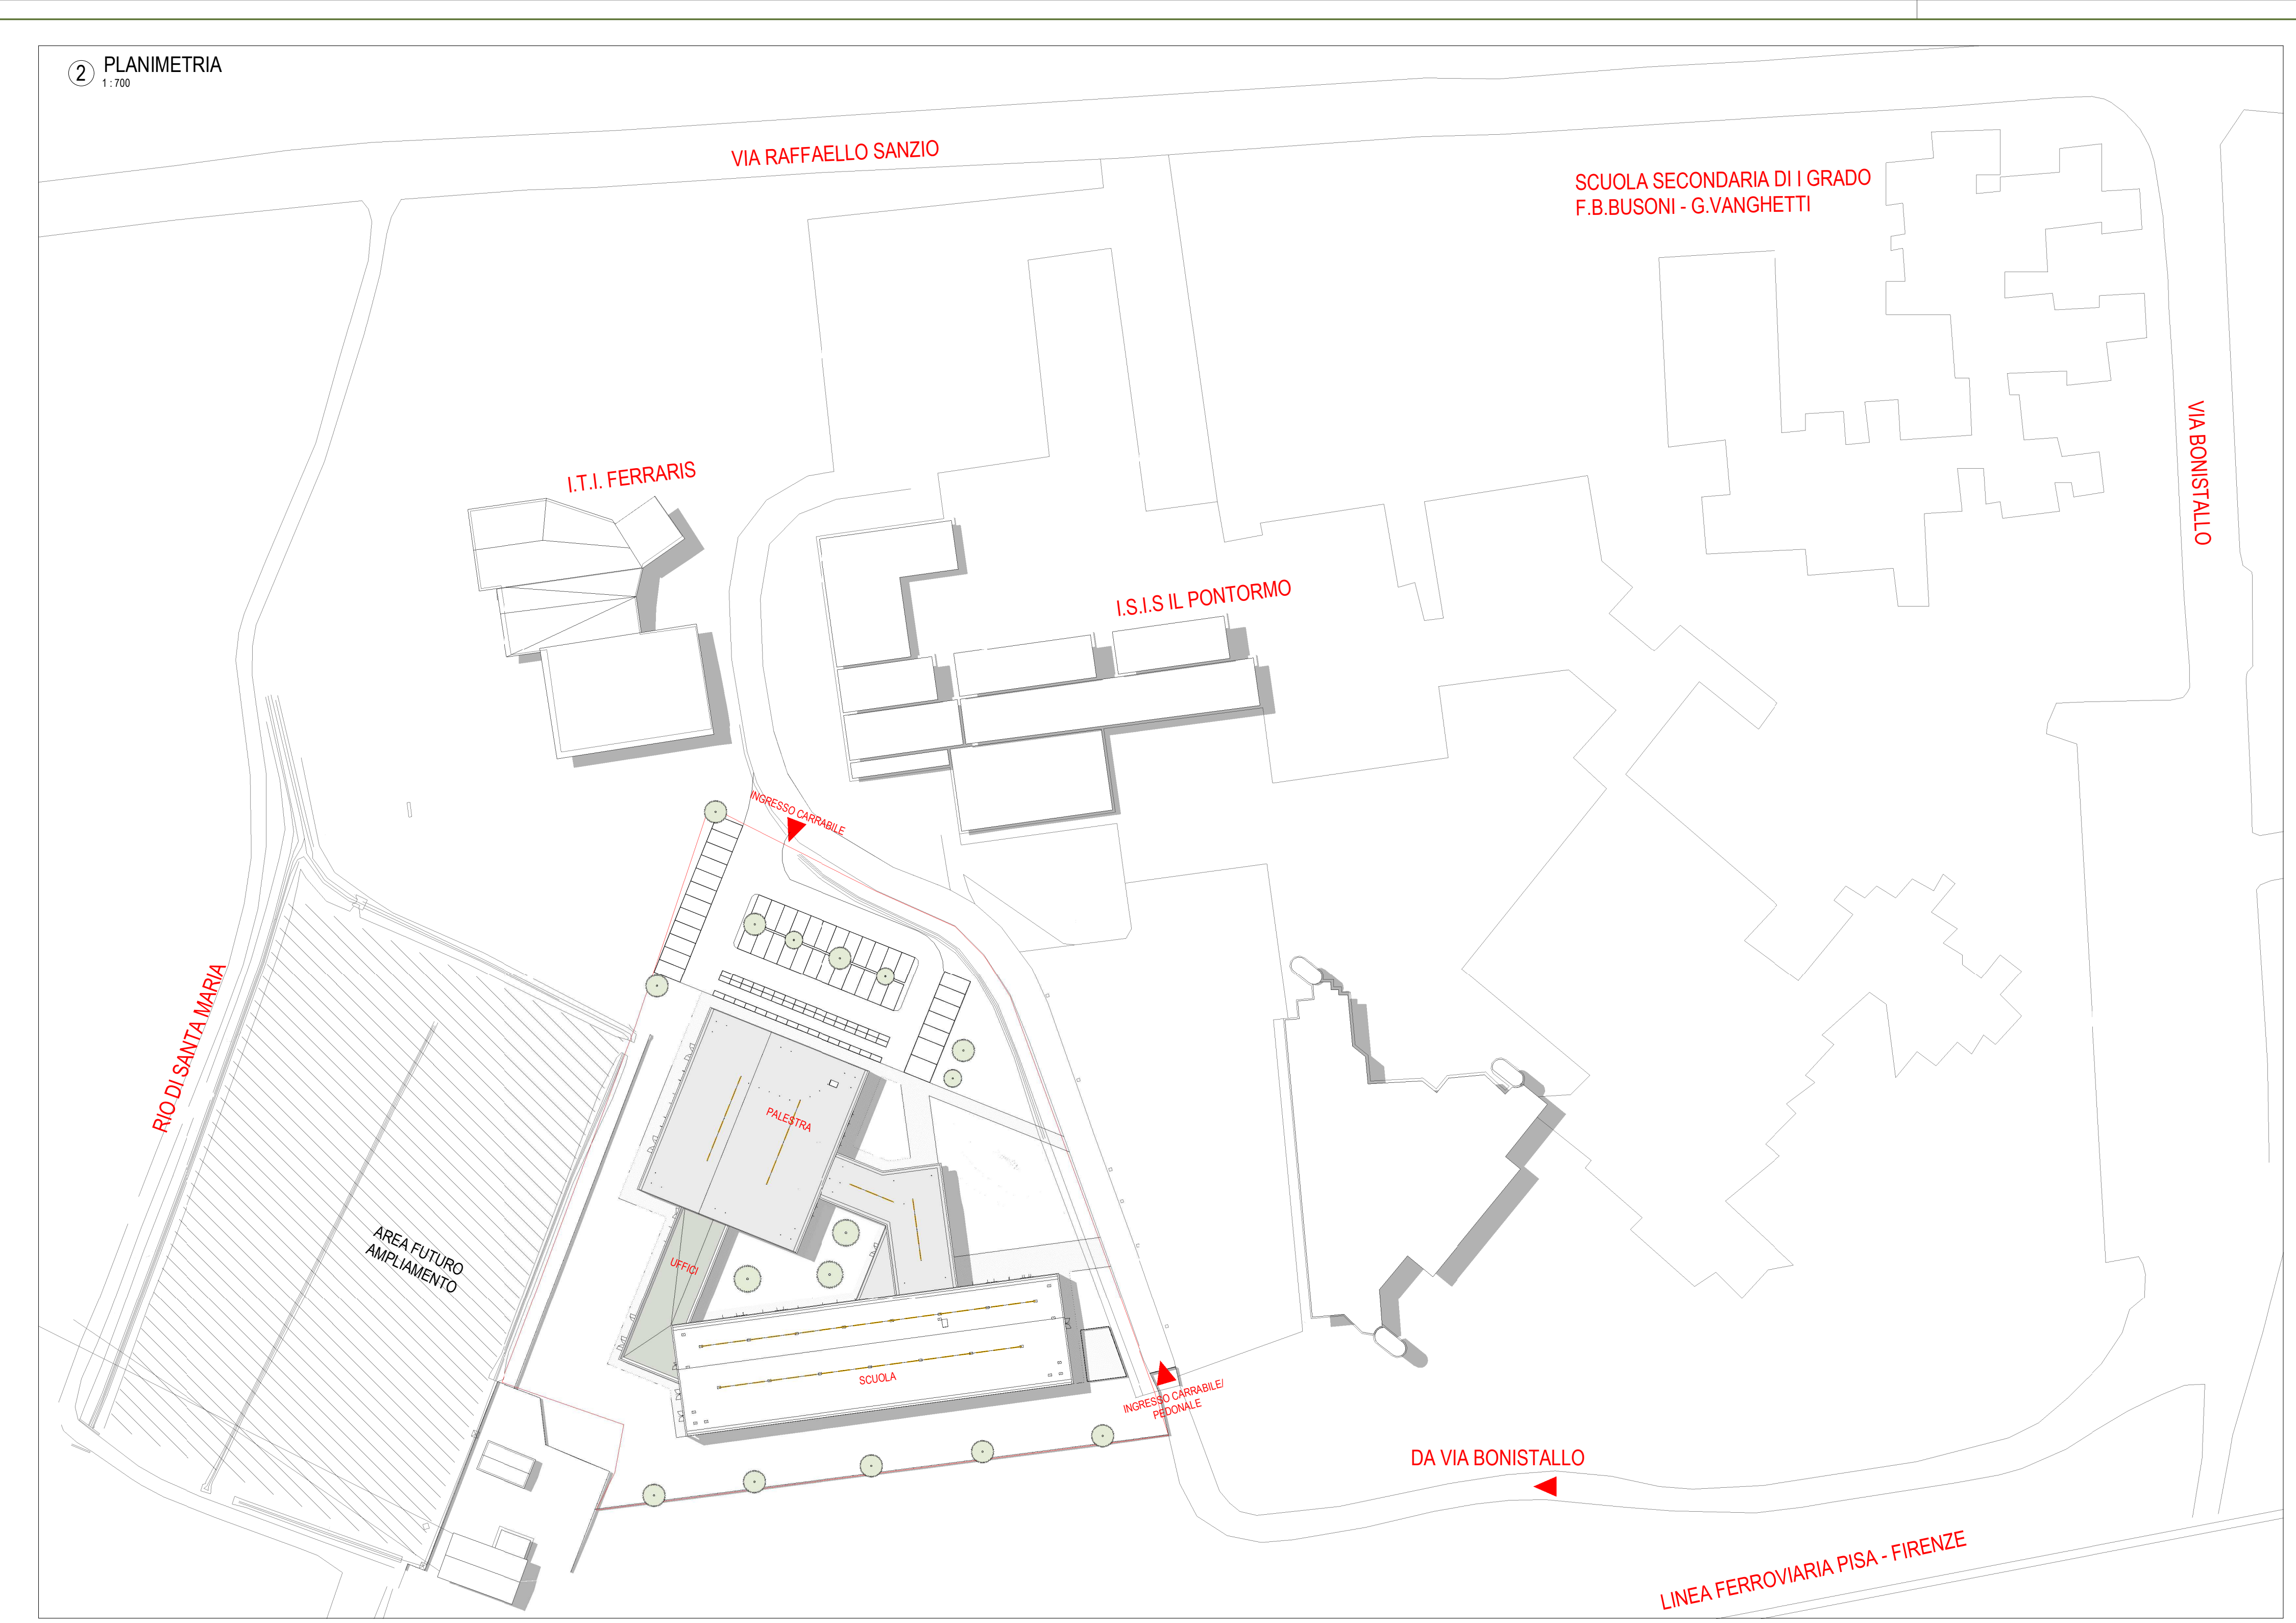 2 PLANIMETRIA
1 : 700
VIA RAFFAELLO SANZIO
SCUOLA SECONDARIA DI I GRADO
F.B.BUSONI - G.VANGHETTI
VIA BONISTALLO
I.T.I. FERRARIS
I.S.I.S IL PONTORMO
INGRESSO CARRABILE
RIO DI SANTA MARIA
PALESTRA
AREA FUTURO
AMPLIAMENTO
UFFICI
SCUOLA
INGRESSO CARRABILE/
PEDONALE
DA VIA BONISTALLO
LINEA FERROVIARIA PISA - FIRENZE